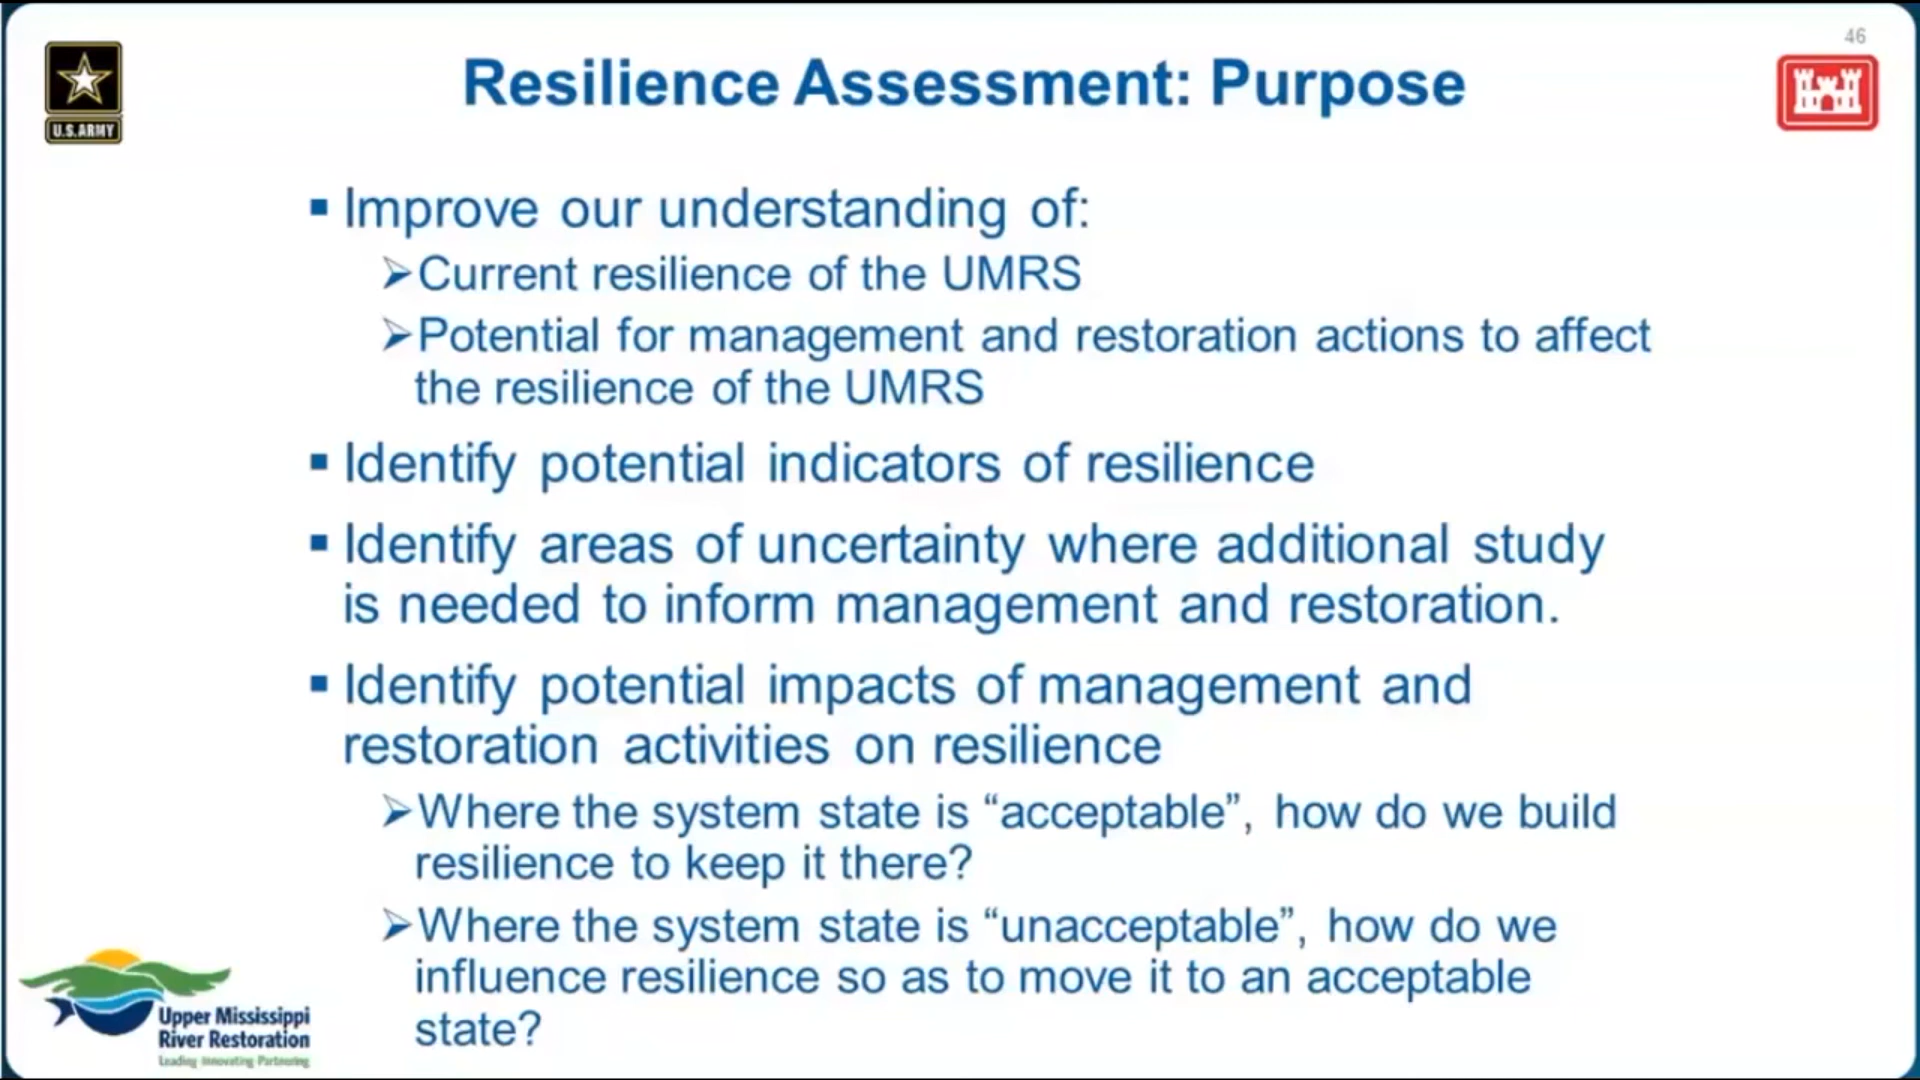 46
U.S.ARMY
Resilience Assessment: Purpose
▪ Improve our understanding of:
➢Current resilience of the UMRS
➢Potential for management and restoration actions to affect
the resilience of the UMRS
▪ Identify potential indicators of resilience
▪ Identify areas of uncertainty where additional study
is needed to inform management and restoration.
▪ Identify potential impacts of management and
restoration activities on resilience
➢Where the system state is “acceptable”, how do we build
resilience to keep it there?
➢Where the system state is “unacceptable”, how do we
influence resilience so as to move it to an acceptable
state?
Upper Mississippi
River Restoration
Leading Innovating Partnering